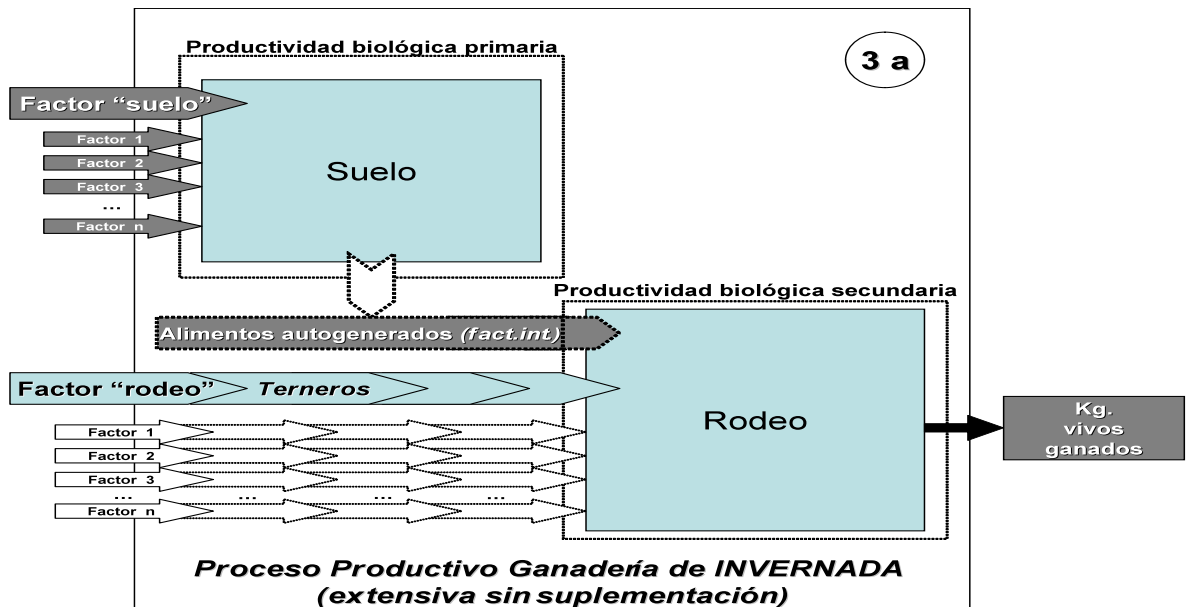 Productividad biológica primaria
3 a
Factor “suelo”
Factor 1
Factor 2
Factor 3
...
Factor n
Suelo
Productividad biológica secundaria
Alimentos autogenerados (fact.int)
Factor “rodeo” Terneros
Factor 1
Factor 2
Factor 3
... ... ... ...
Factor n
Rodeo
Kg.
vivos
ganados
Proceso Productivo Ganadería de INVERNADA
(extensiva sin suplementación)